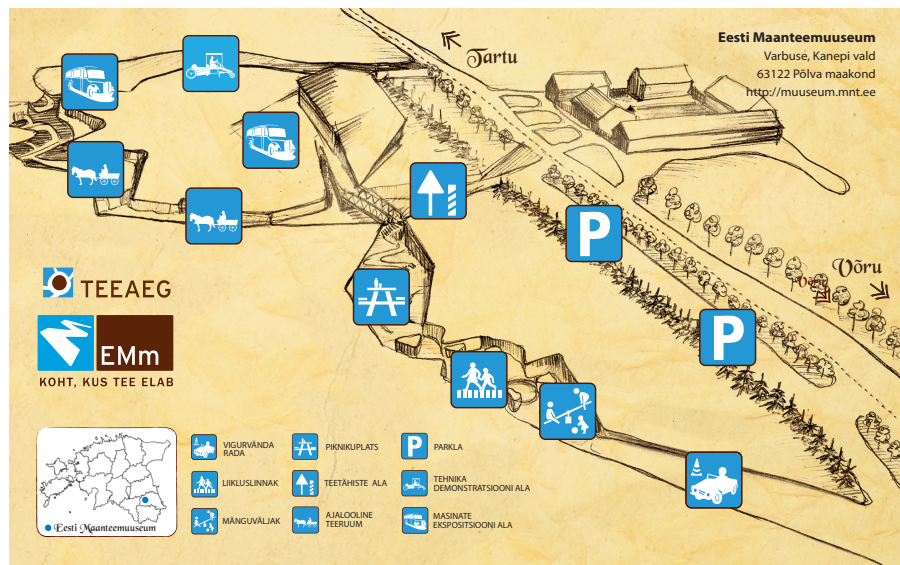 Eesti Maanteemuuseum
Varbuse, Kanepi vald
63122 Põlva maakond
http://muuseum.mnt.ee
Tartu
P
Võru
Võru
P
TEEAEG
EMm
KOHT, KUS TEE ELAB
Eesti Maanteemuuseum
VIGURVÄNDA
RADA
LIIKLUSLINNAK
MÄNGUVÄLJAK
PIKNIKUPLATS
TEETÄHISTE ALA
AJALOOLINE
TEERUUM
P
PARKLA
TEHNIKA
DEMONSTRATSIOONI ALA
MASINATE
EKSPOSITSIOONI ALA